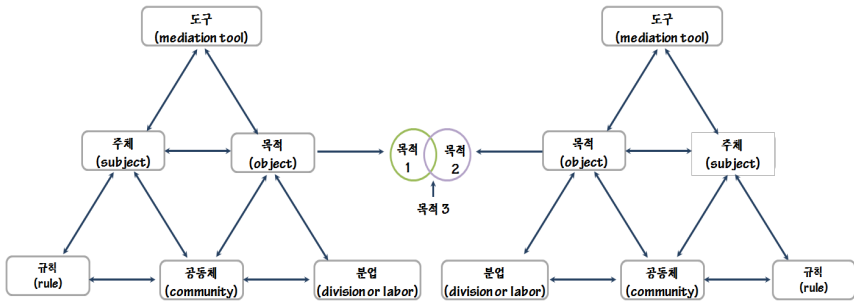 도구
(mediation tool)
도구
(mediation tool)
주체
(subject)
목적
(object)
목적
1
목적
2
목적
(object)
주체
(subject)
목적 3
규칙
(rule)
공동체
(community)
분업
(division or labor)
분업
(division or labor)
공동체
(community)
규칙
(rule)